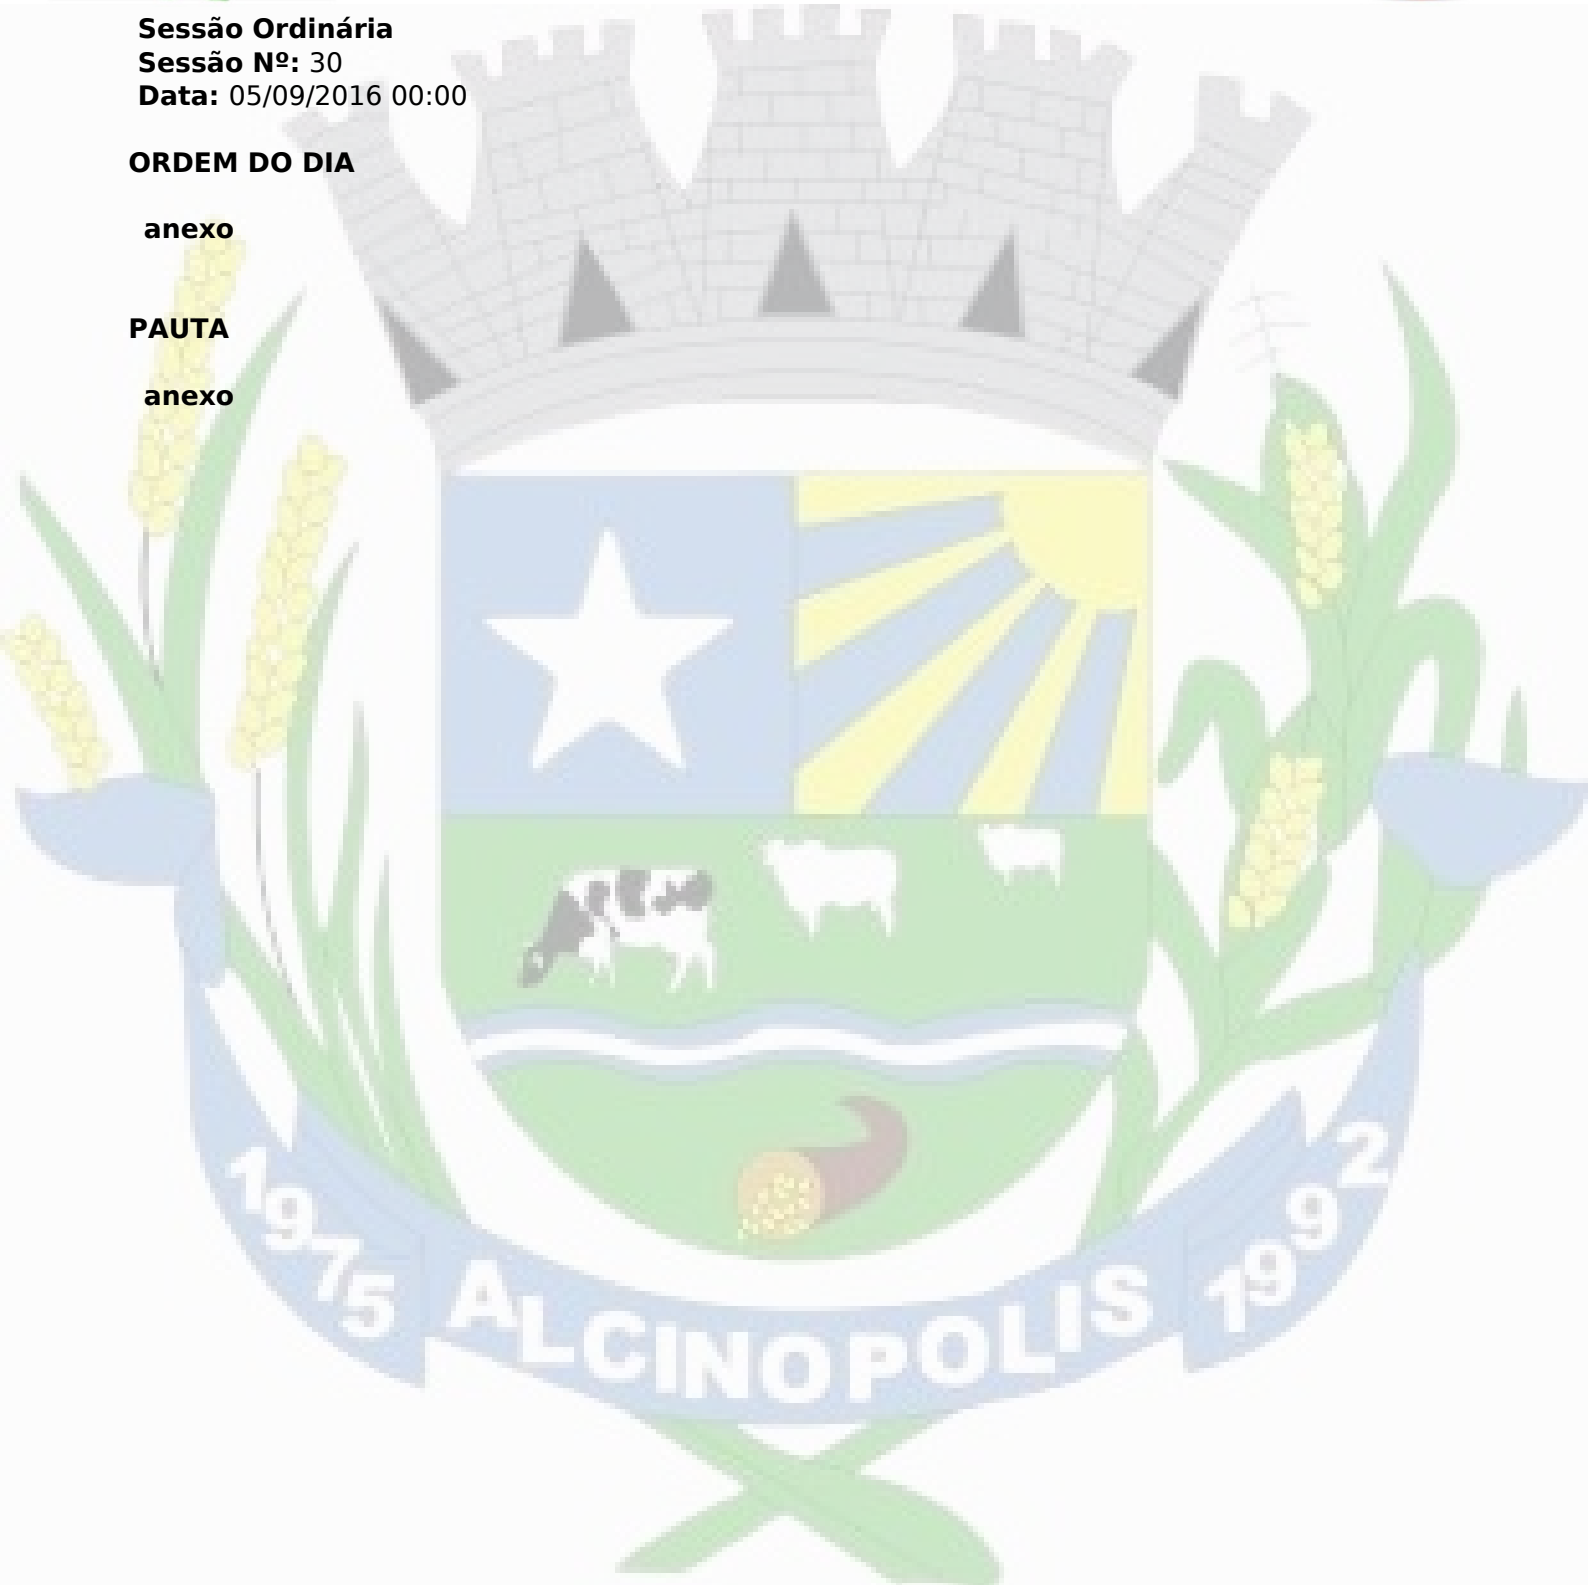 Sessão Ordinária
Sessão Nº: 30
Data: 05/09/2016 00:00
ORDEM DO DIA
anexo
PAUTA
anexo
1975 ALCINOPOLIS 1992